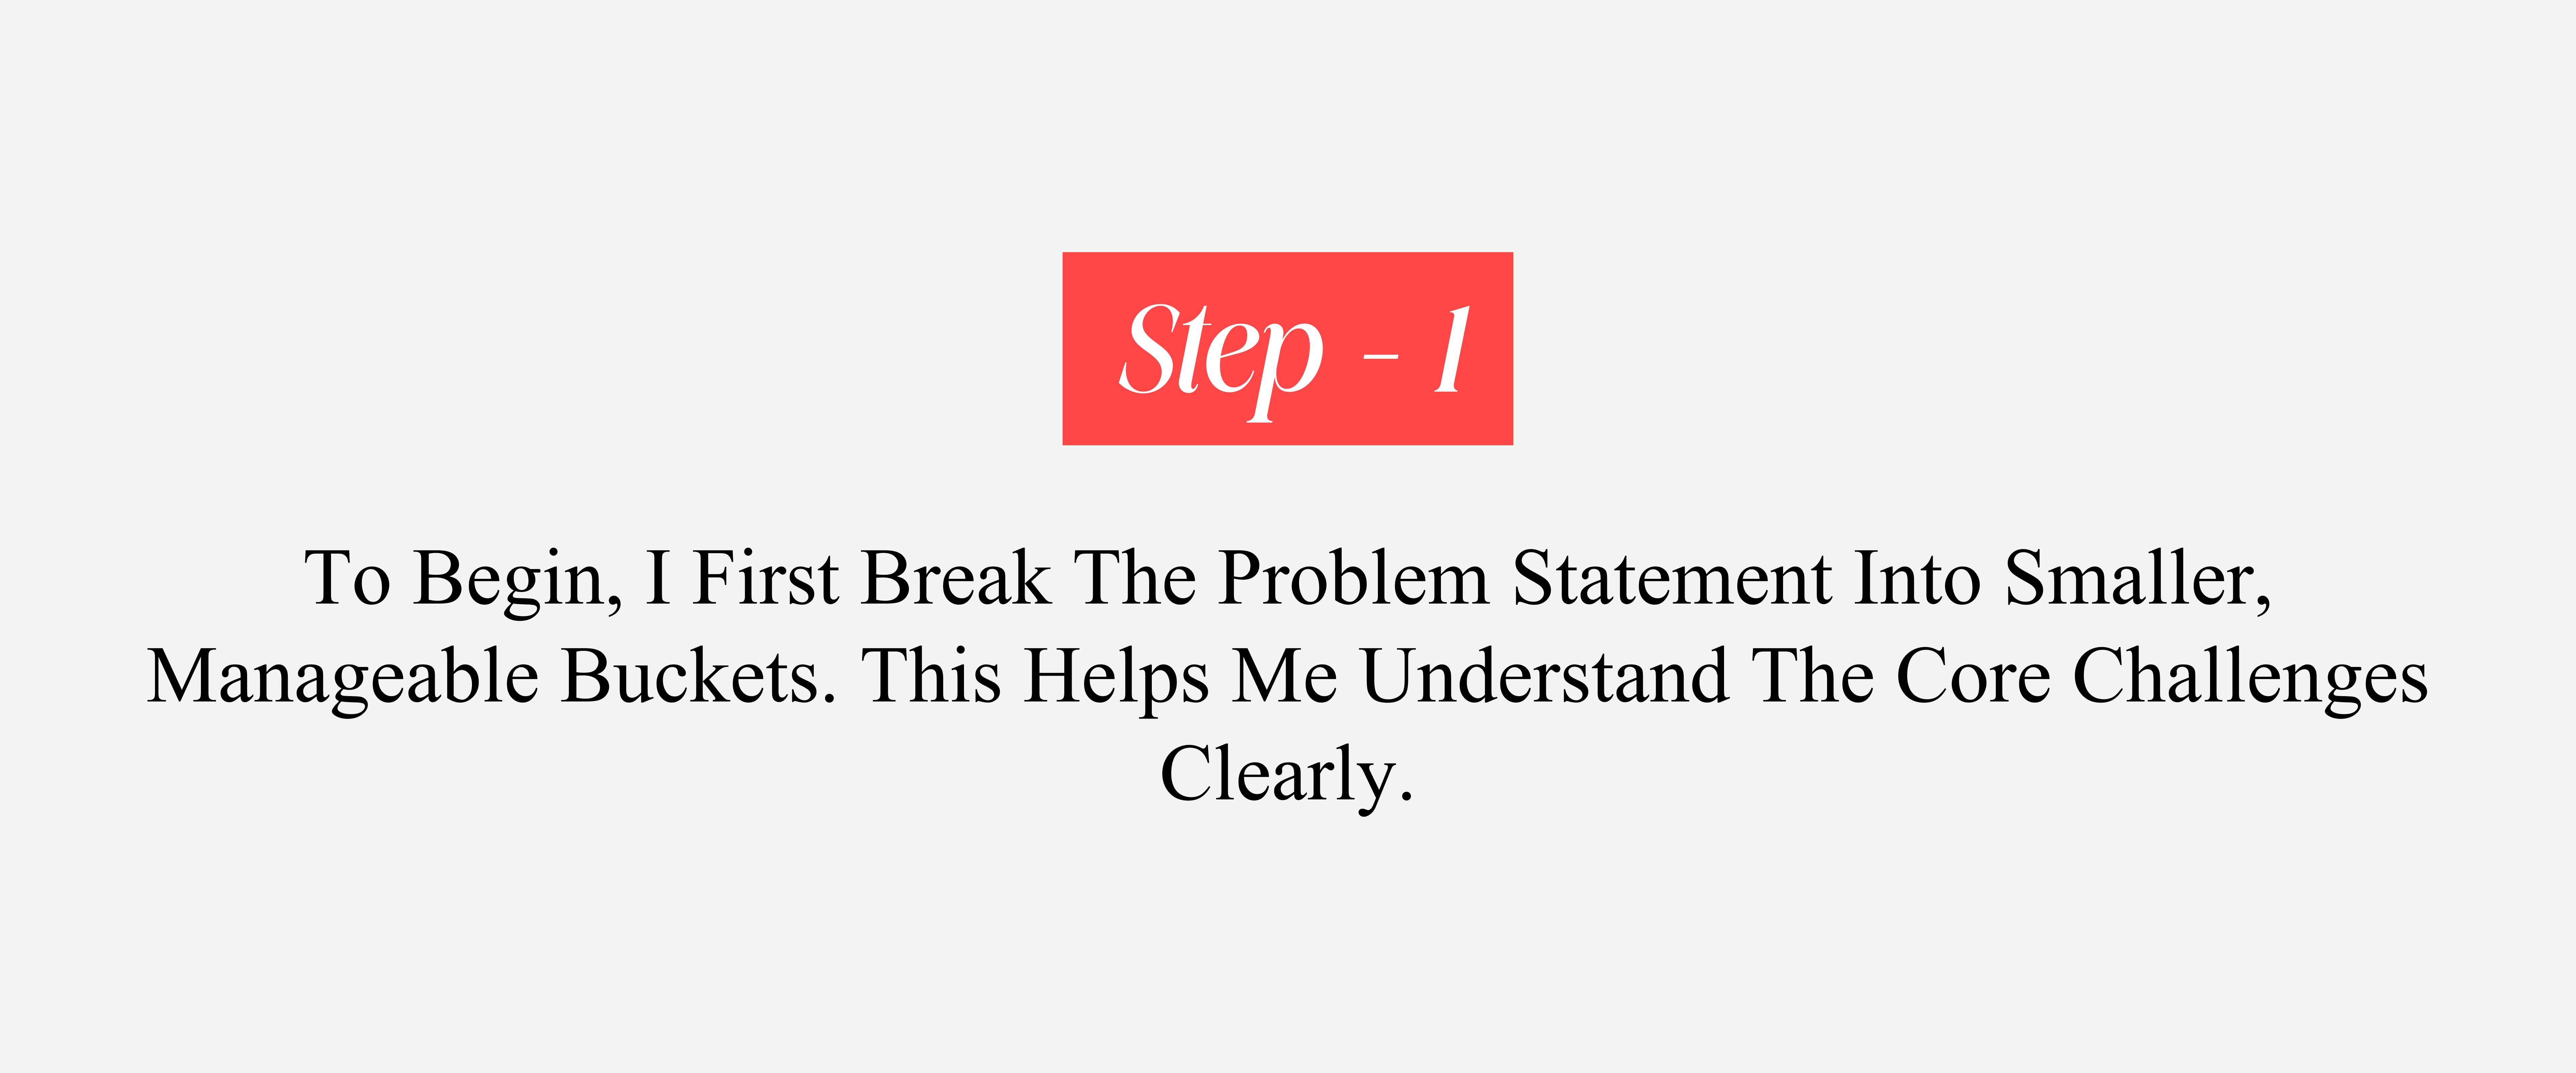 Step - 1
To Begin, I First Break The Problem Statement Into Smaller,
Manageable Buckets. This Helps Me Understand The Core Challenges
Clearly.